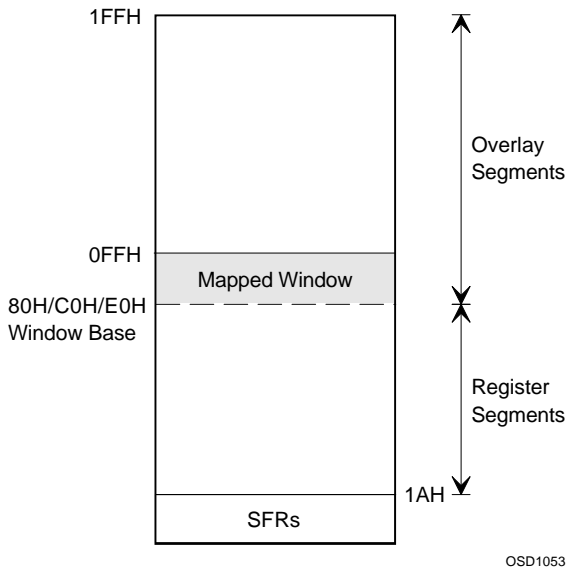 1FFH
Overlay
Segments
0FFH
Mapped Window
80H/C0H/E0H
Window Base
Register
Segments
1AH
SFRs
OSD1053